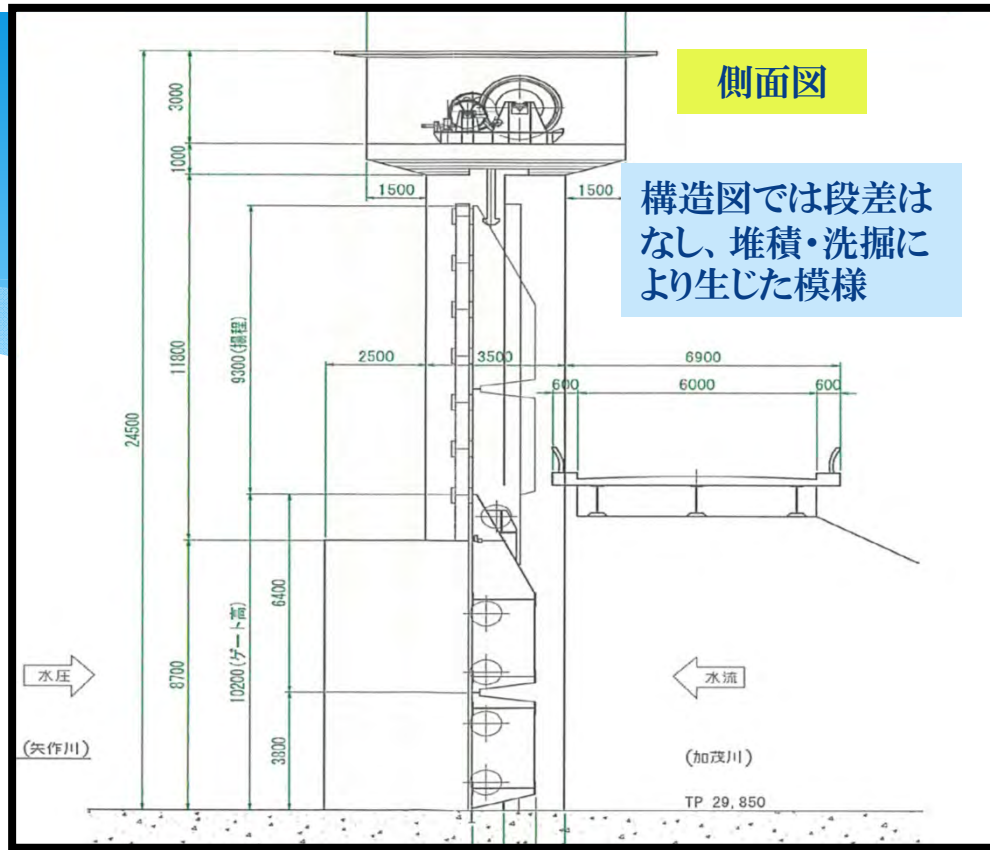 側面図
構造図では段差は
なし、堆積・洗掘に
より生じた模様
3000
1000
1500
1500
24500
11800
9300(揚程)
2500
3500
6900
600
6000
600
8700
10200(ゲート高)
6400
3800
水圧
水流
(矢作川)
(加茂川)
TP 29,850